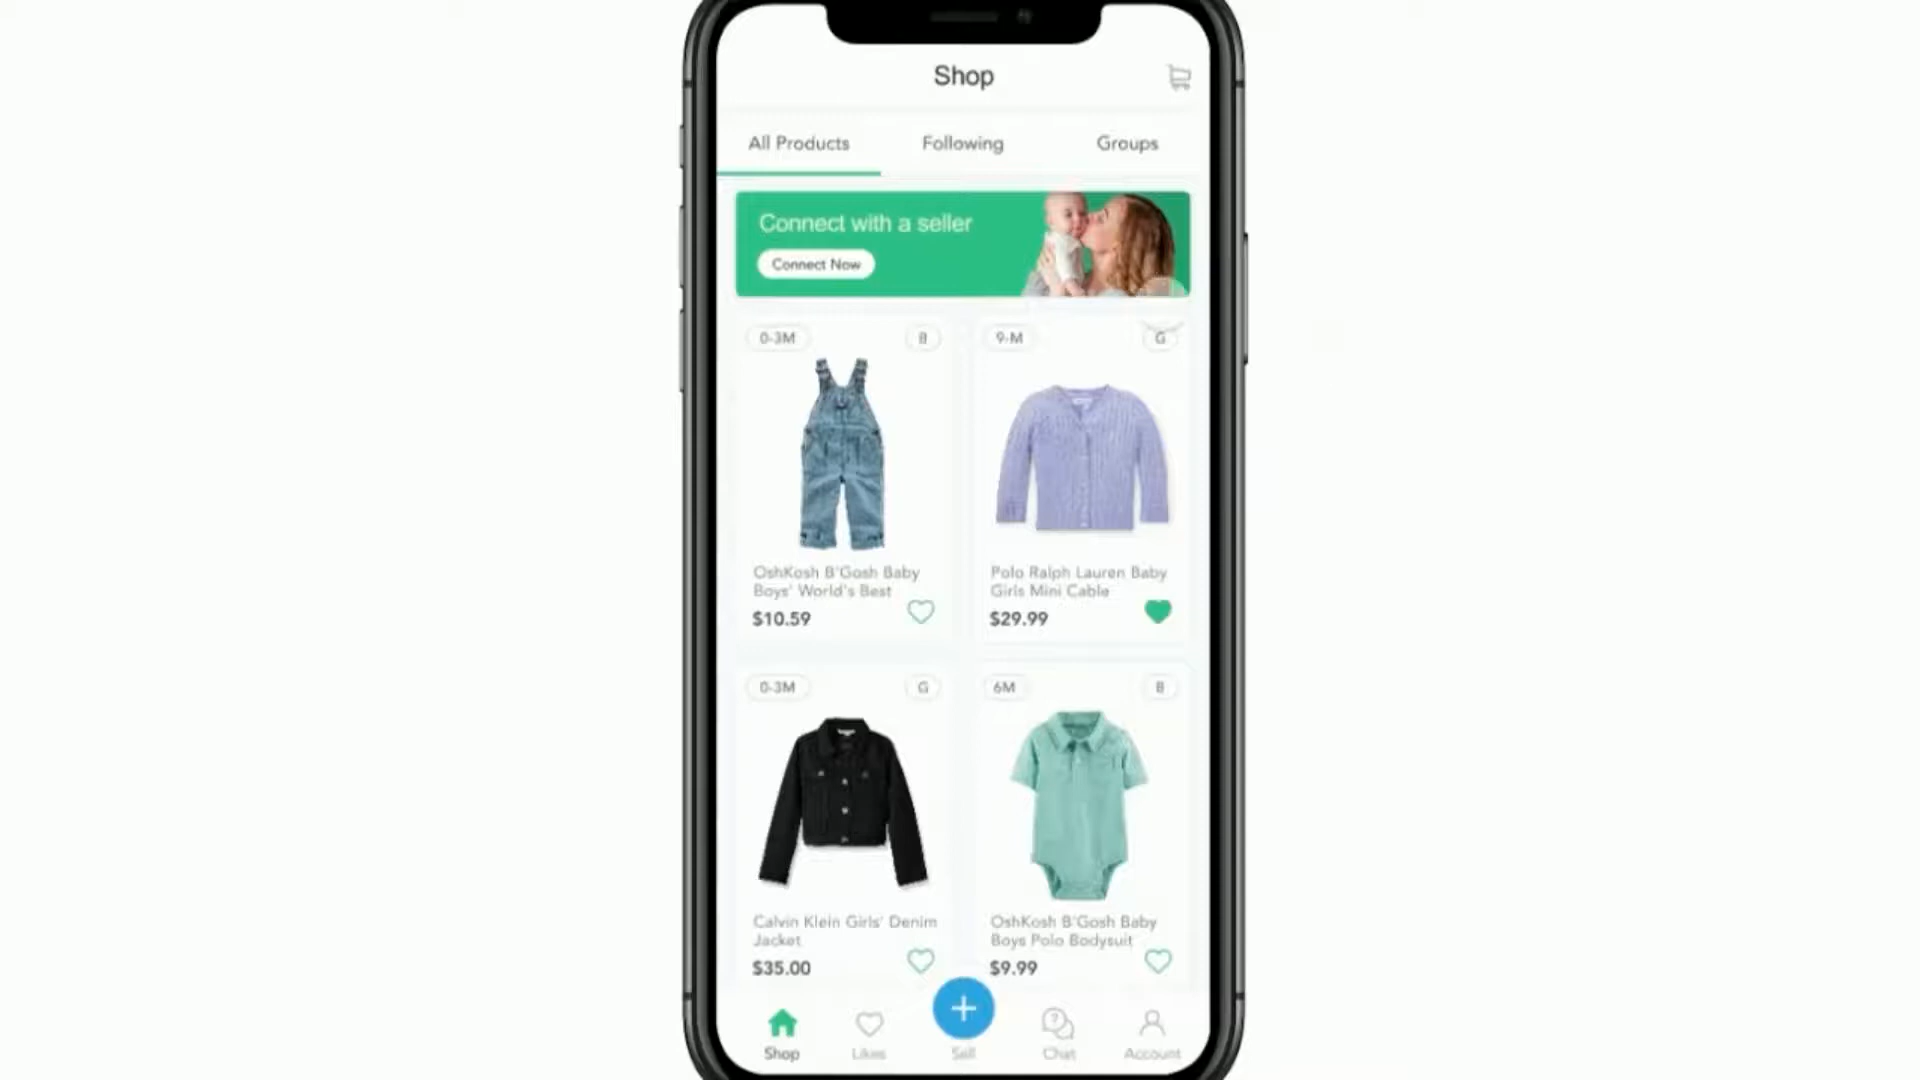 Shop
All Products Following Groups
Connect with a seller
Connect Now
0-3M B
9-M G
OshKosh B'Gosh Baby
Boys' World's Best
$10.59
Polo Ralph Lauren Baby
Girls Mini Cable
$29.99
0-3M G
6M B
Calvin Klein Girls' Denim
Jacket
$35.00
OshKosh B'Gosh Baby
Boys Polo Bodysuit
$9.99
Shop Likes Sell Chat Account